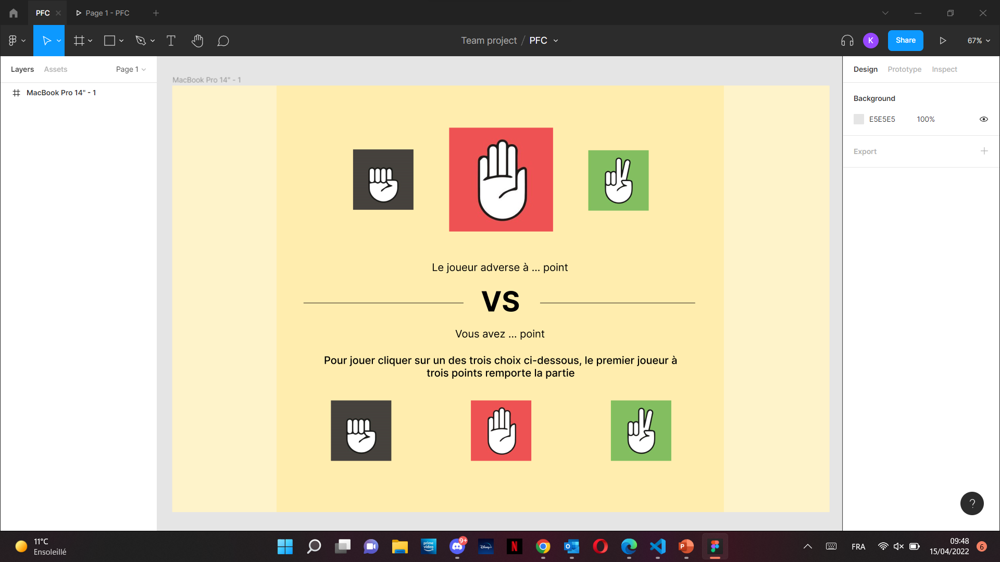 PFC
Page 1 - PFC
Team project / PFC
K
Share
67%
Layers
Assets
Page 1
MacBook Pro 14" - 1
MacBook Pro 14" - 1
Design
Prototype
Inspect
Background
E5E5E5
100%
Export
Le joueur adverse à ... point
VS
Vous avez ... point
Pour jouer cliquer sur un des trois choix ci-dessous, le premier joueur à
trois points remporte la partie
?
11°C
Ensoleillé
prime
video
9+
Disney+
N
O
P
FRA
09:48
15/04/2022
6